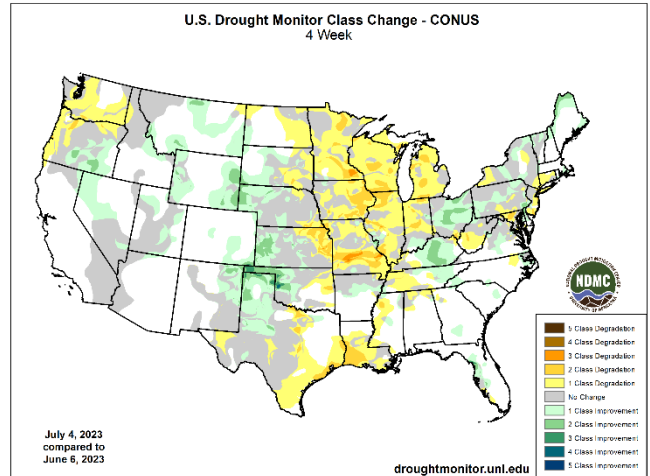 U.S. Drought Monitor Class Change - CONUS
4 Week
NDMC
5 Class Degradation
4 Class Degradation
3 Class Degradation
2 Class Degradation
1 Class Degradation
No Change
1 Class Improvement
2 Class Improvement
3 Class Improvement
4 Class Improvement
5 Class Improvement
July 4, 2023
compared to
June 6, 2023
droughtmonitor.unl.edu